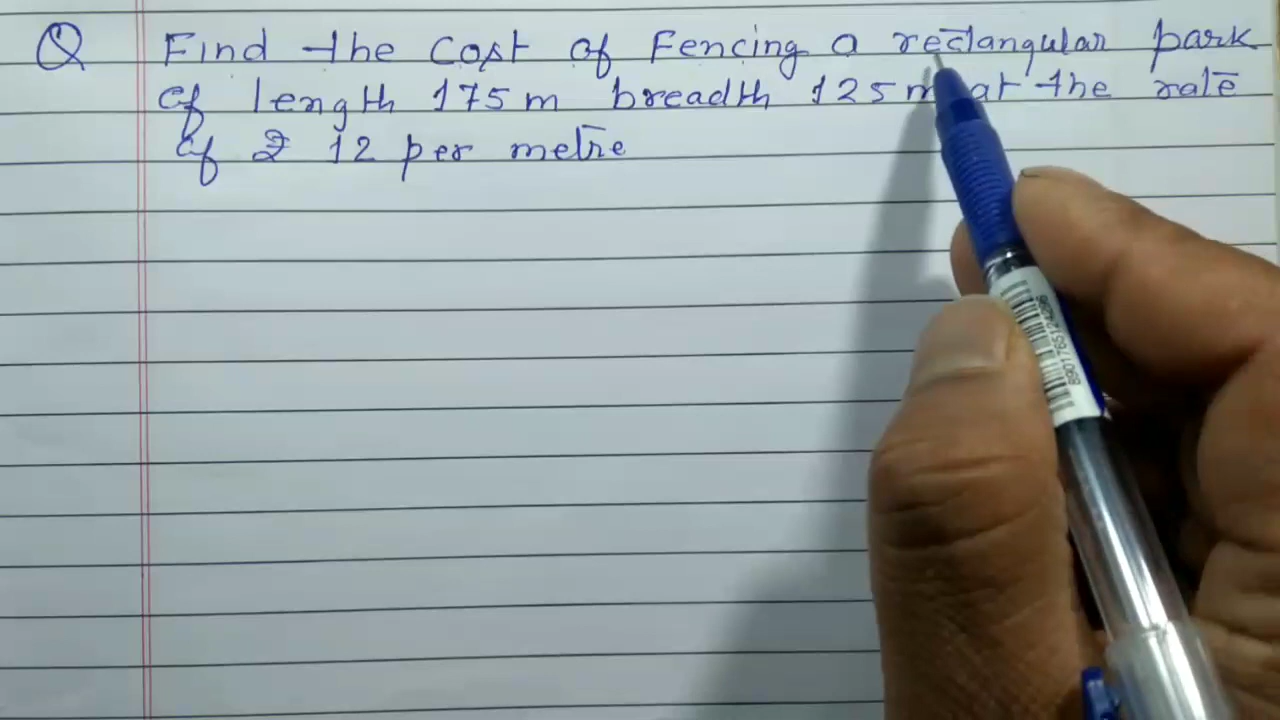 Q Find the Cost of Fencing a rectangular park
of length 175 m breadth 125 m at the rate
of ₹ 12 per metre
8901765124296